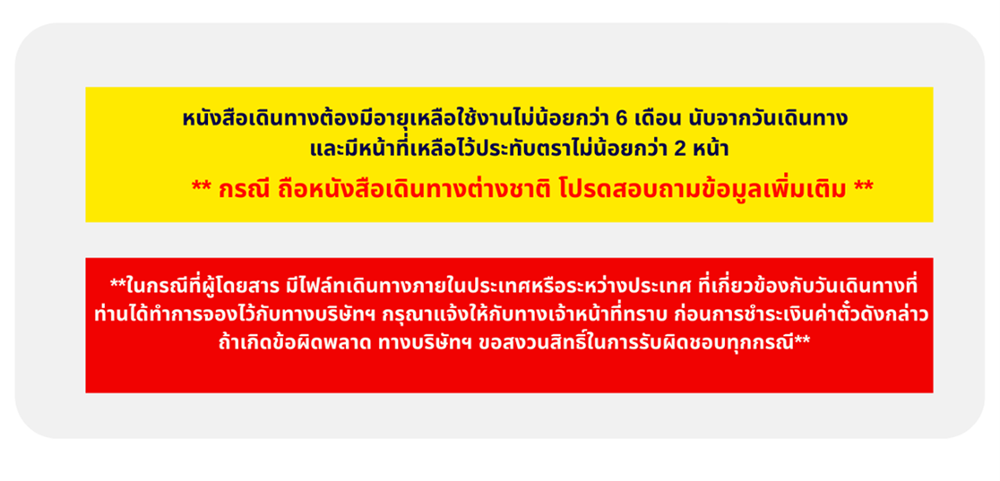 หนังสือเดินทางต้องมีอายุเหลือใช้งานไม่น้อยกว่า 6 เดือน นับจากวันเดินทาง
และมีหน้าที่เหลือไว้ประทับตราไม่น้อยกว่า 2 หน้า
** กรณี ถือหนังสือเดินทางต่างชาติ โปรดสอบถามข้อมูลเพิ่มเติม **
**ในกรณีที่ผู้โดยสาร มีไฟล์ทเดินทางภายในประเทศหรือระหว่างประเทศ ที่เกี่ยวข้องกับวันเดินทางที่
ท่านได้ทำการจองไว้กับทางบริษัทฯ กรุณาแจ้งให้กับทางเจ้าหน้าที่ทราบ ก่อนการชำระเงินค่าตั๋วดังกล่าว
ถ้าเกิดข้อผิดพลาด ทางบริษัทฯ ขอสงวนสิทธิ์ในการรับผิดชอบทุกกรณี**